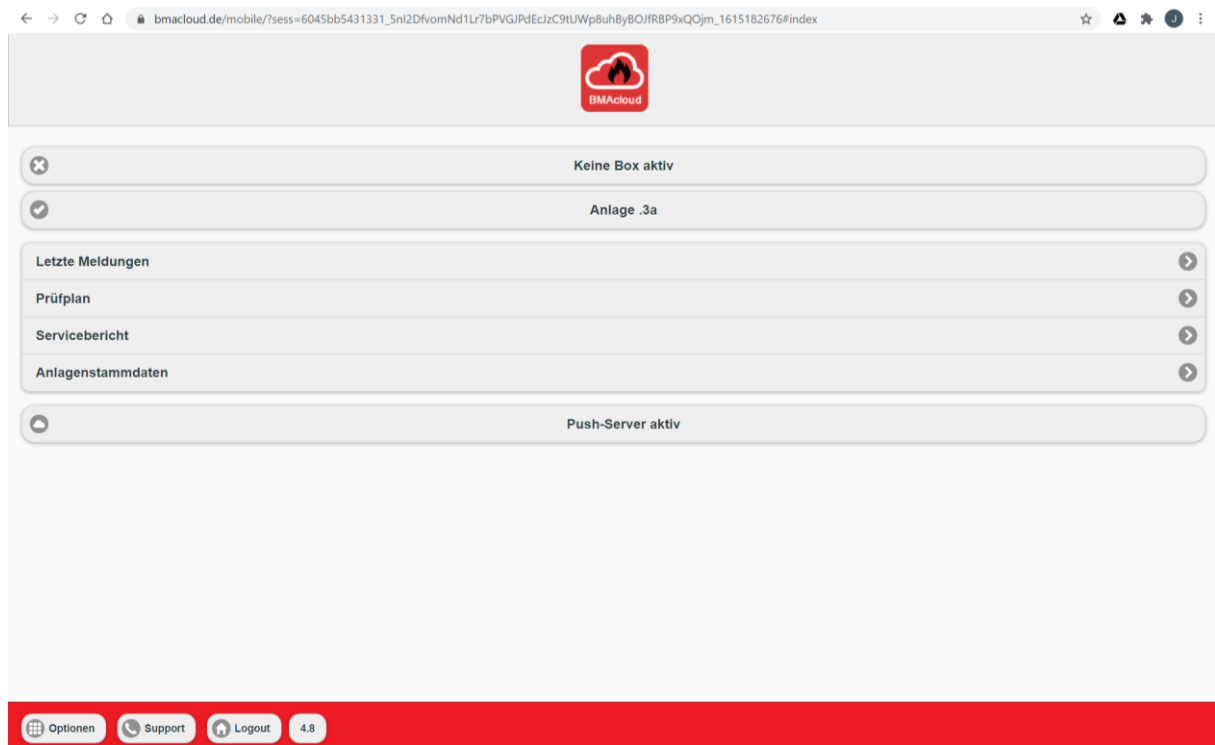 bmacloud.de/mobile/?sess=6045bb5431331_5nI2DfvomNd1Lr7bPVGJPdEcJzC9tUWp8uhByBOJfRBP9xQOjm_1615182676#index
J
BMAcloud
Keine Box aktiv
Anlage .3a
Letzte Meldungen
Prüfplan
Servicebericht
Anlagenstammdaten
Push-Server aktiv
Optionen Support Logout 4.8